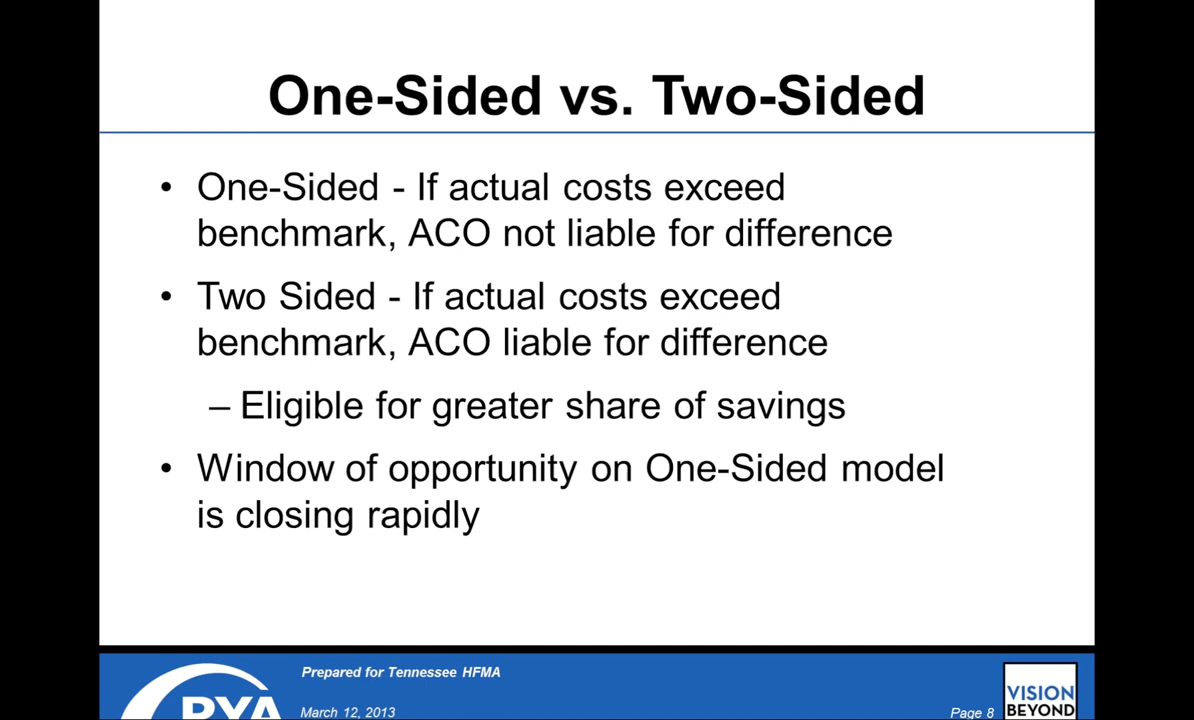 One-Sided vs. Two-Sided
• One-Sided - If actual costs exceed
benchmark, ACO not liable for difference
• Two Sided - If actual costs exceed
benchmark, ACO liable for difference
– Eligible for greater share of savings
• Window of opportunity on One-Sided model
is closing rapidly
Prepared for Tennessee HFMA
PYA
March 12, 2013
Page 8
VISION
BEYOND